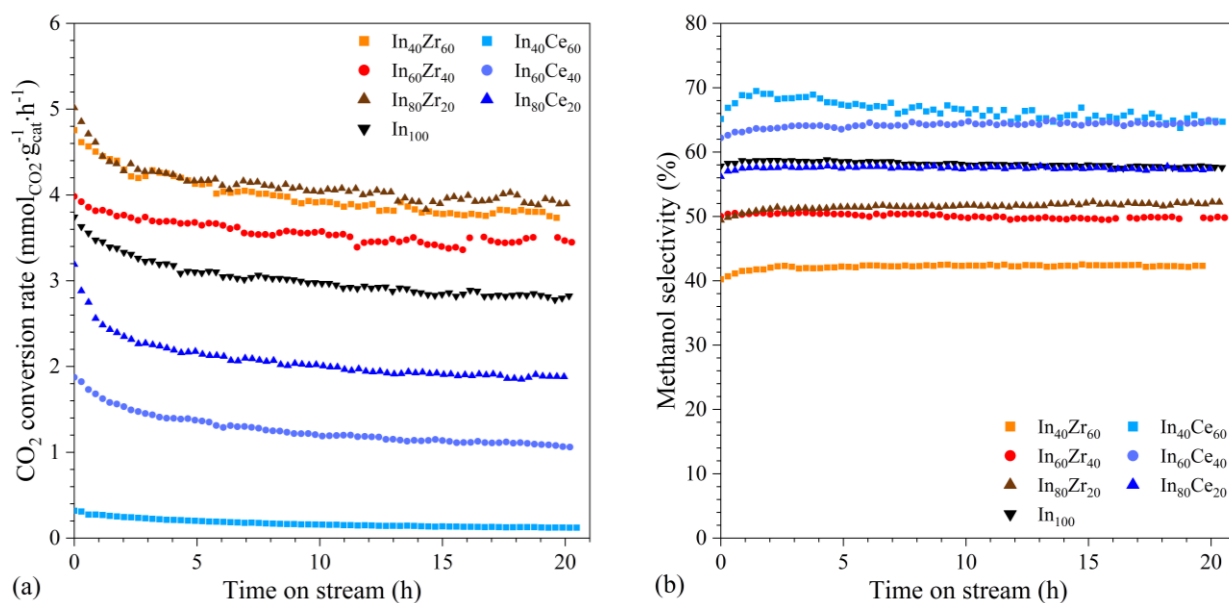 6
5
4
3
2
1
0
CO₂ conversion rate (mmol_CO2·g_cat⁻¹·h⁻¹)
In₄₀Zr₆₀ In₄₀Ce₆₀
In₆₀Zr₄₀ In₆₀Ce₄₀
In₈₀Zr₂₀ In₈₀Ce₂₀
In₁₀₀
0 5 10 15 20
Time on stream (h)
(a)
80
70
60
50
40
30
20
10
0
Methanol selectivity (%)
In₄₀Zr₆₀ In₄₀Ce₆₀
In₆₀Zr₄₀ In₆₀Ce₄₀
In₈₀Zr₂₀ In₈₀Ce₂₀
In₁₀₀
0 5 10 15 20
Time on stream (h)
(b)